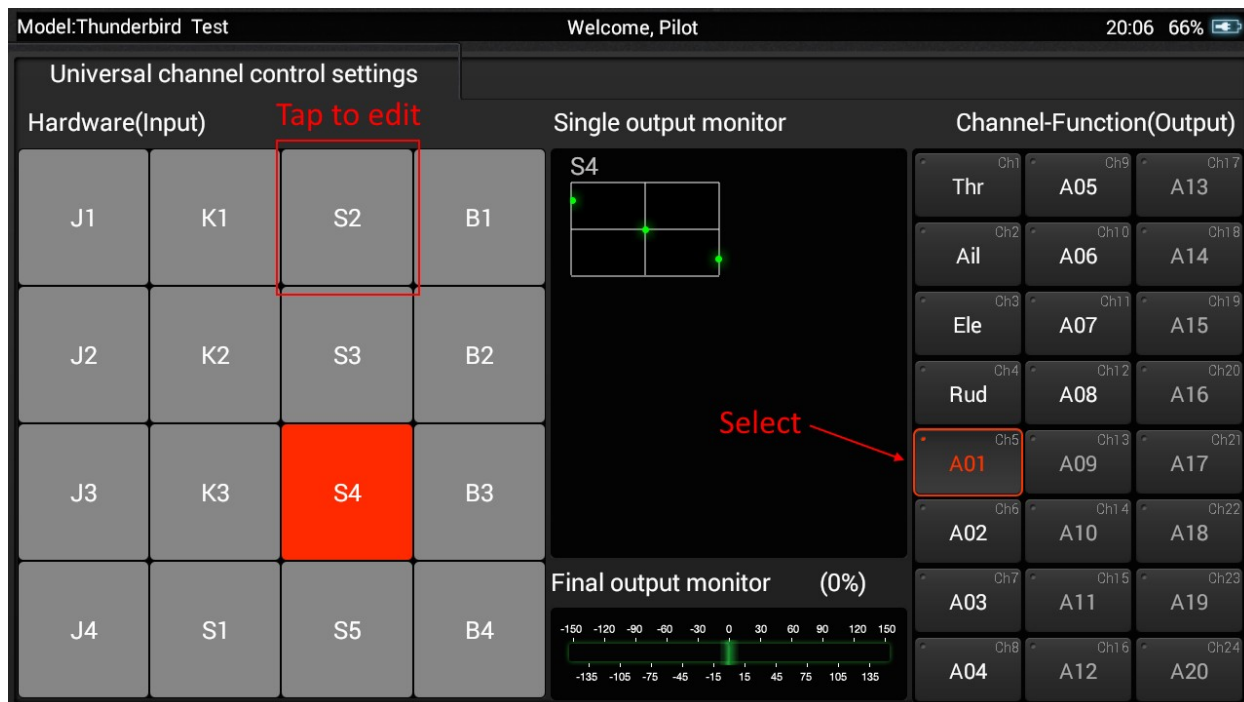 Model:Thunderbird Test
Welcome, Pilot
20:06 66%
Universal channel control settings
Hardware(Input)
Tap to edit
Single output monitor
Channel-Function(Output)
J1 K1 S2 B1
J2 K2 S3 B2
J3 K3 S4 B3
J4 S1 S5 B4
S4
Select
Final output monitor (0%)
-150 -120 -90 -60 -30 0 30 60 90 120 150
-135 -105 -75 -45 -15 15 45 75 105 135
Ch1 Ch9 Ch17
Thr A05 A13
Ch2 Ch10 Ch18
Ail A06 A14
Ch3 Ch11 Ch19
Ele A07 A15
Ch4 Ch12 Ch20
Rud A08 A16
Ch5 Ch13 Ch21
A01 A09 A17
Ch6 Ch14 Ch22
A02 A10 A18
Ch7 Ch15 Ch23
A03 A11 A19
Ch8 Ch16 Ch24
A04 A12 A20